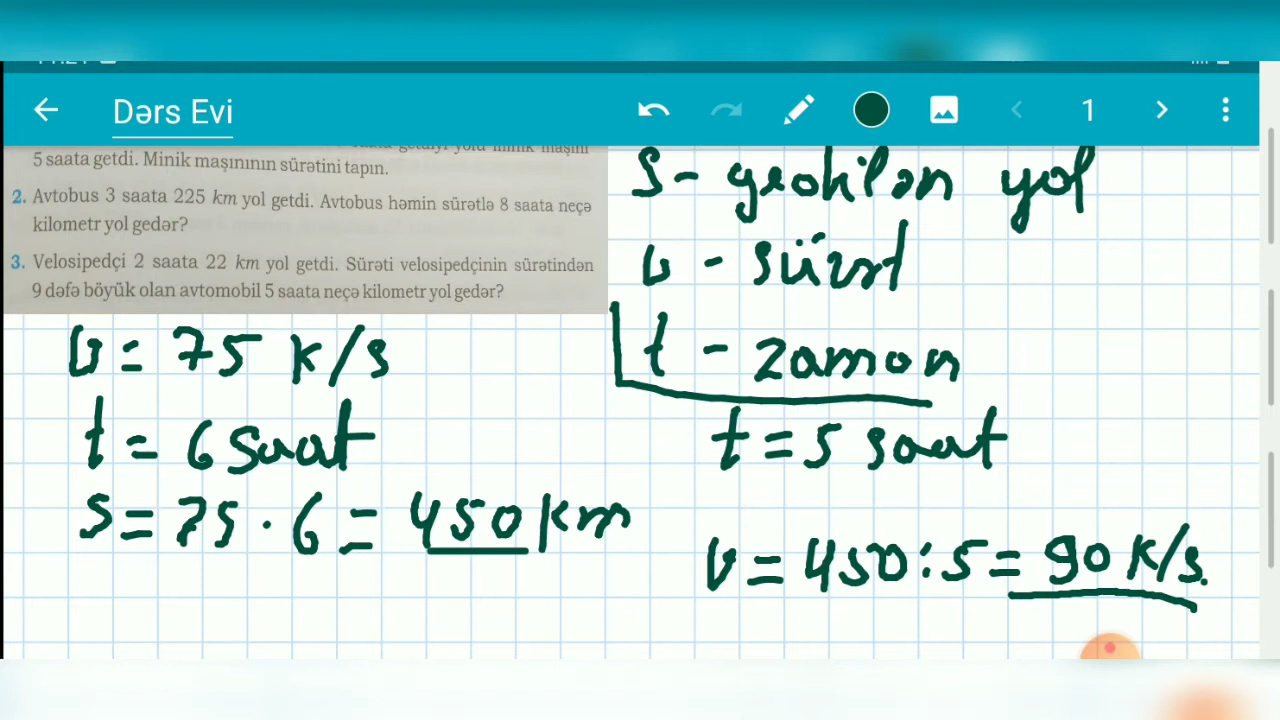 Dərs Evi
1
5 saata getdi. Minik maşınının sürətini tapın.
2. Avtobus 3 saata 225 km yol getdi. Avtobus həmin sürətlə 8 saata neçə
kilometr yol gedər?
3. Velosipedçi 2 saata 22 km yol getdi. Sürəti velosipedçinin sürətindən
9 dəfə böyük olan avtomobil 5 saata neçə kilometr yol gedər?
S - gedilən yol
v - sürət
t - zaman
v = 75 k/s
t = 6 saat
S = 75 . 6 = 450 km
t = 5 saat
v = 450 : 5 = 90 k/s.